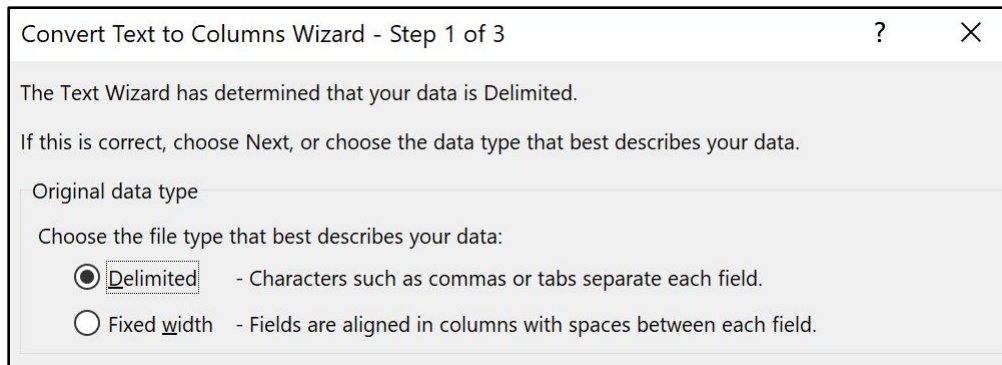 Convert Text to Columns Wizard - Step 1 of 3 ?
The Text Wizard has determined that your data is Delimited.
If this is correct, choose Next, or choose the data type that best describes your data.
Original data type
Choose the file type that best describes your data:
Delimited - Characters such as commas or tabs separate each field.
Fixed width - Fields are aligned in columns with spaces between each field.